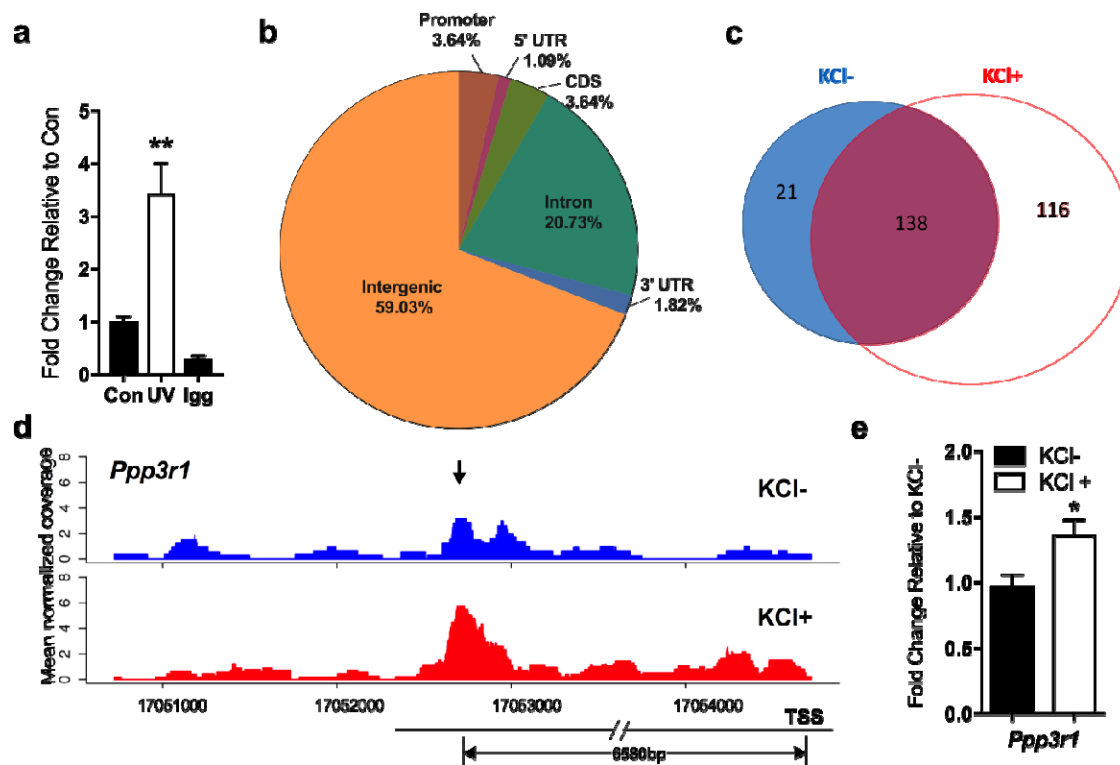 a
Fold Change Relative to Con
5
4
3
2
1
0
**
Con UV Igg
b
Promoter
3.64%
5' UTR
1.09%
CDS
3.64%
Intron
20.73%
3' UTR
1.82%
Intergenic
59.03%
c
KCl-
KCl+
21
138
116
d
Mean normalized coverage
Ppp3r1
8
6
4
2
0
KCl-
8
6
4
2
0
KCl+
17051000 17052000 17053000 17054000
TSS
6580bp
e
Fold Change Relative to KCl-
2.0
1.5
1.0
0.5
0.0
KCl-
KCl +
*
Ppp3r1